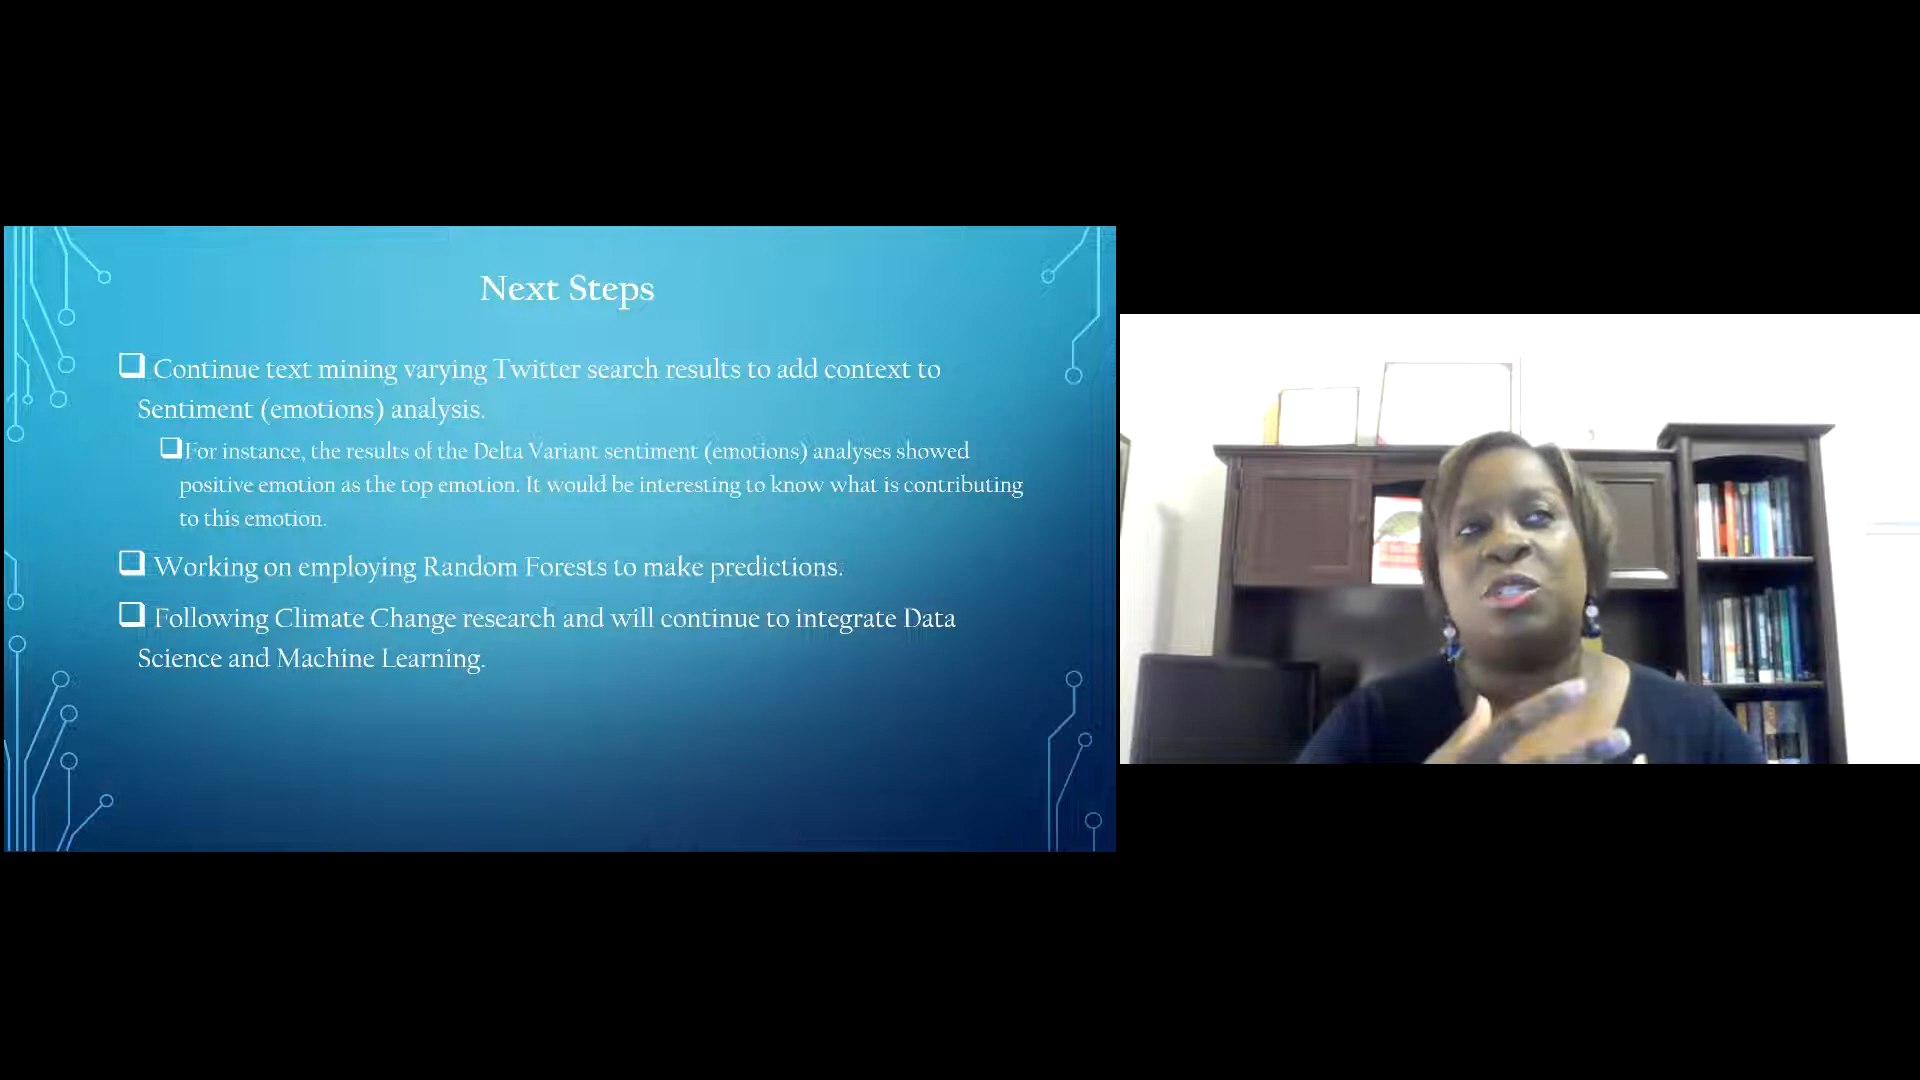 Next Steps
Continue text mining varying Twitter search results to add context to
Sentiment (emotions) analysis.
For instance, the results of the Delta Variant sentiment (emotions) analyses showed
positive emotion as the top emotion. It would be interesting to know what is contributing
to this emotion.
Working on employing Random Forests to make predictions.
Following Climate Change research and will continue to integrate Data
Science and Machine Learning.